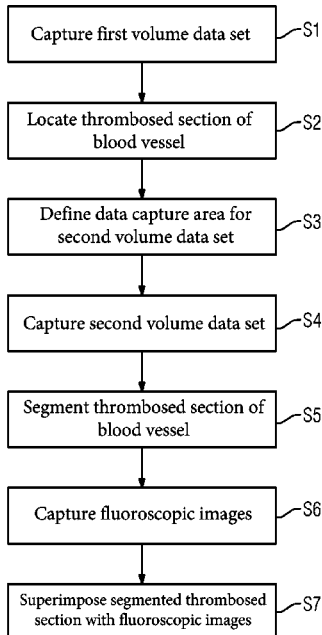 Capture first volume data set
S1
Locate thrombosed section of
blood vessel
S2
Define data capture area for
second volume data set
S3
Capture second volume data set
S4
Segment thrombosed section of
blood vessel
S5
Capture fluoroscopic images
S6
Superimpose segmented thrombosed
section with fluoroscopic images
S7